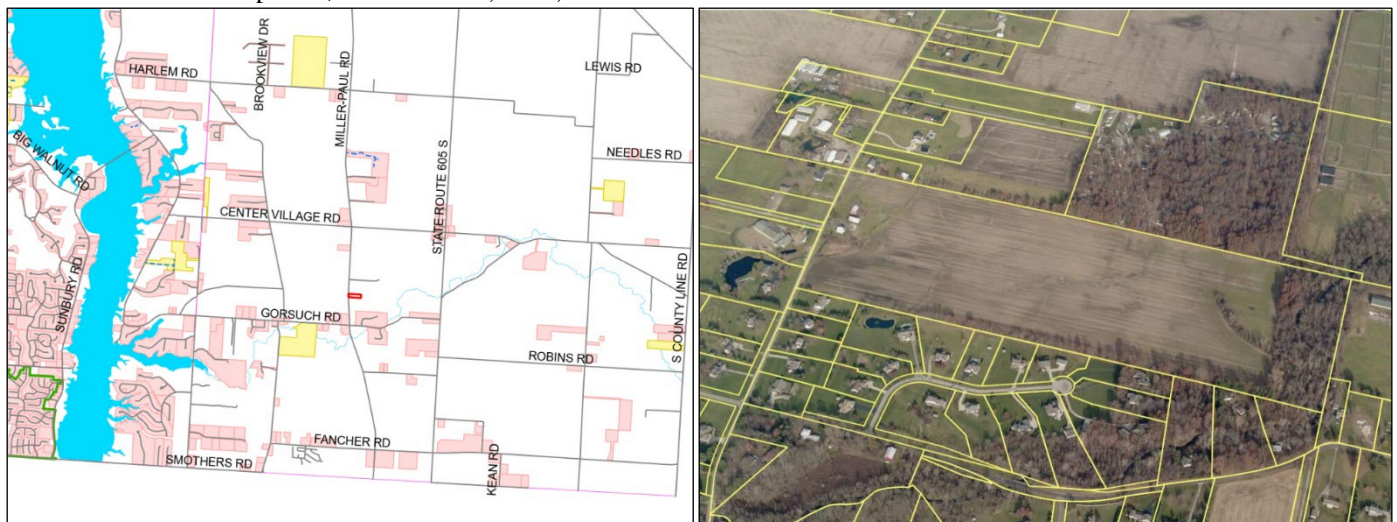 HARLEM RD
BROOKVIEW DR
MILLER-PAUL RD
LEWIS RD
BIG WALNUT RD
STATE ROUTE 605 S
NEEDLES RD
CENTER VILLAGE RD
SUNBURY RD
GORSUCH RD
S COUNTY LINE RD
ROBINS RD
FANCHER RD
SMOTHERS RD
KEAN RD